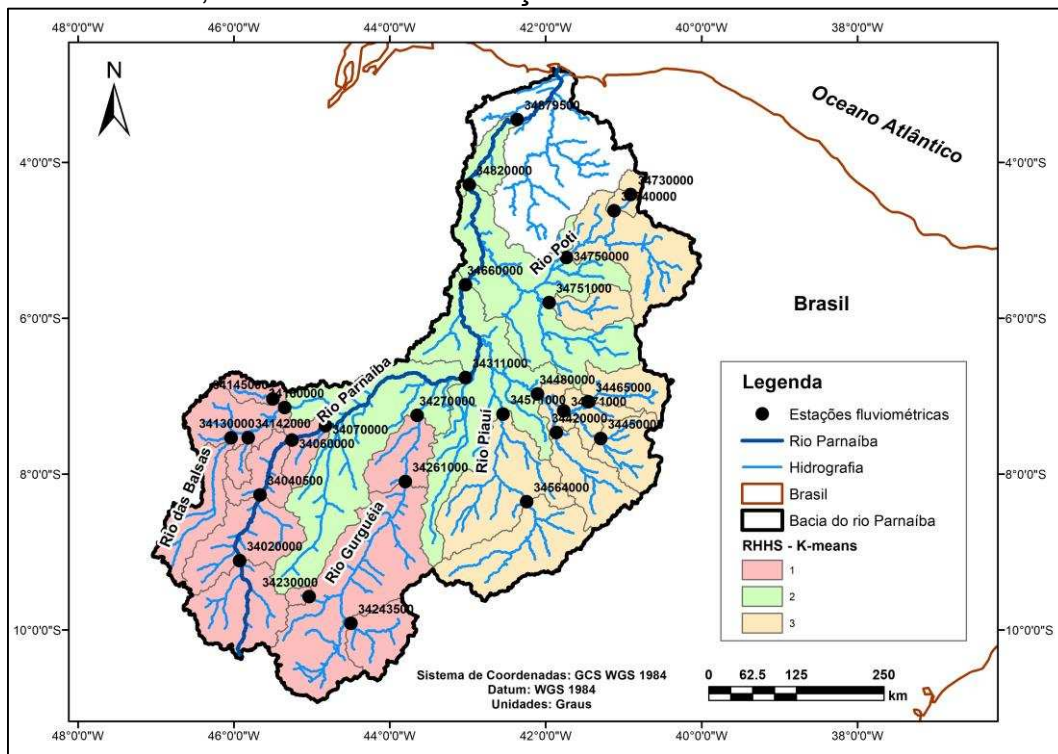 48°0'0"W 46°0'0"W 44°0'0"W 42°0'0"W 40°0'0"W 38°0'0"W
N
Oceano Atlântico
4°0'0"S
6°0'0"S
8°0'0"S
10°0'0"S
4°0'0"S
6°0'0"S
8°0'0"S
10°0'0"S
34879500
34820000
34730000
Rio Poti
34750000
34660000
34751000
Brasil
34311000
Rio Parnaíba
34145000
34270000
34480000
34465000
34571000
34130000
34142000
34070000
34060000
34420000
34450000
Rio Piauí
Rio das Balsas
34261000
34040500
34564000
Rio Gurguéia
34020000
34230000
34243500
Legenda
Estações fluviométricas
Rio Parnaíba
Hidrografia
Brasil
Bacia do rio Parnaíba
RHHS - K-means
1
2
3
Sistema de Coordenadas: GCS WGS 1984
Datum: WGS 1984
Unidades: Graus
0 62.5 125 250
km
48°0'0"W 46°0'0"W 44°0'0"W 42°0'0"W 40°0'0"W 38°0'0"W